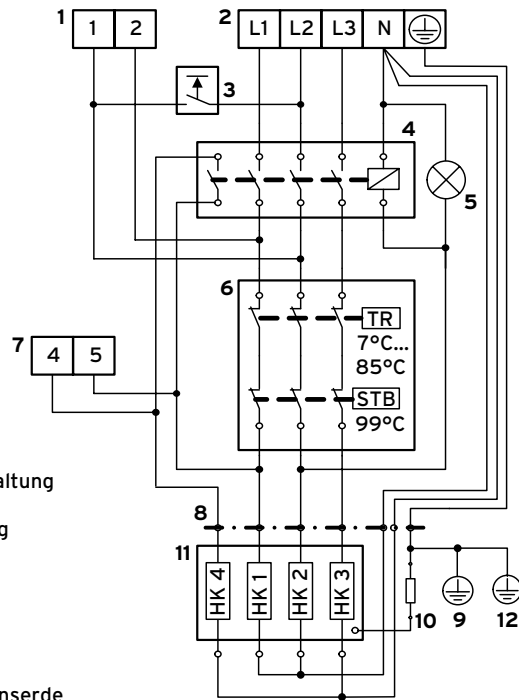 1 1 2
2 L1 L2 L3 N
3
4
5
6
TR
7°C...
85°C
STB
99°C
7 4 5
altung
8
g
11
HK 4 HK 1 HK 2 HK 3
10 9 12
nserde